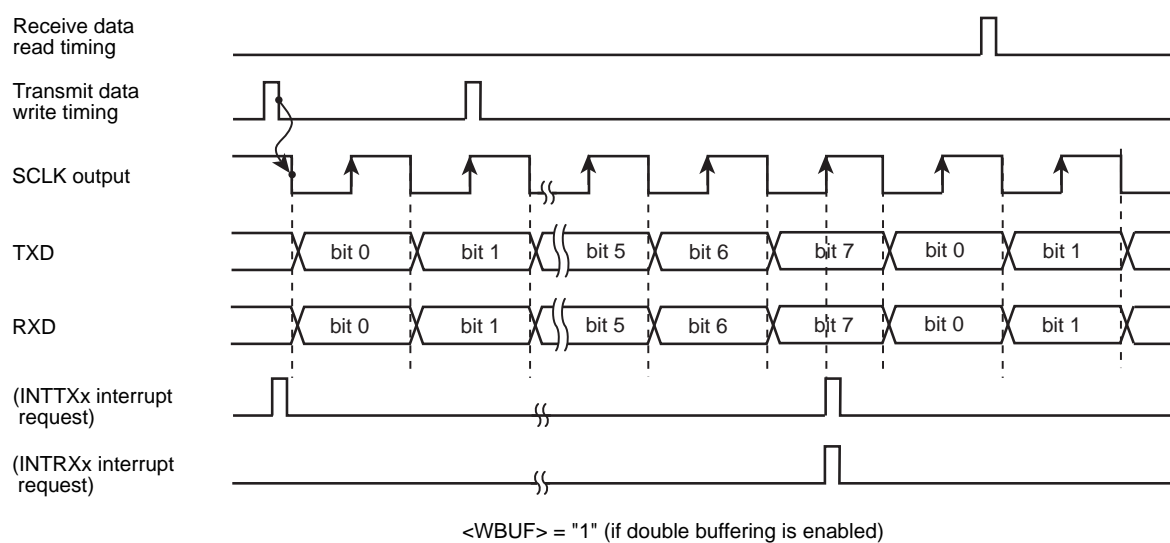 Receive data
read timing
Transmit data
write timing
SCLK output
TXD
bit 0
bit 1
bit 5
bit 6
bit 7
bit 0
bit 1
RXD
bit 0
bit 1
bit 5
bit 6
bit 7
bit 0
bit 1
(INTTXx interrupt
request)
(INTRXx interrupt
request)
<WBUF> = "1" (if double buffering is enabled)